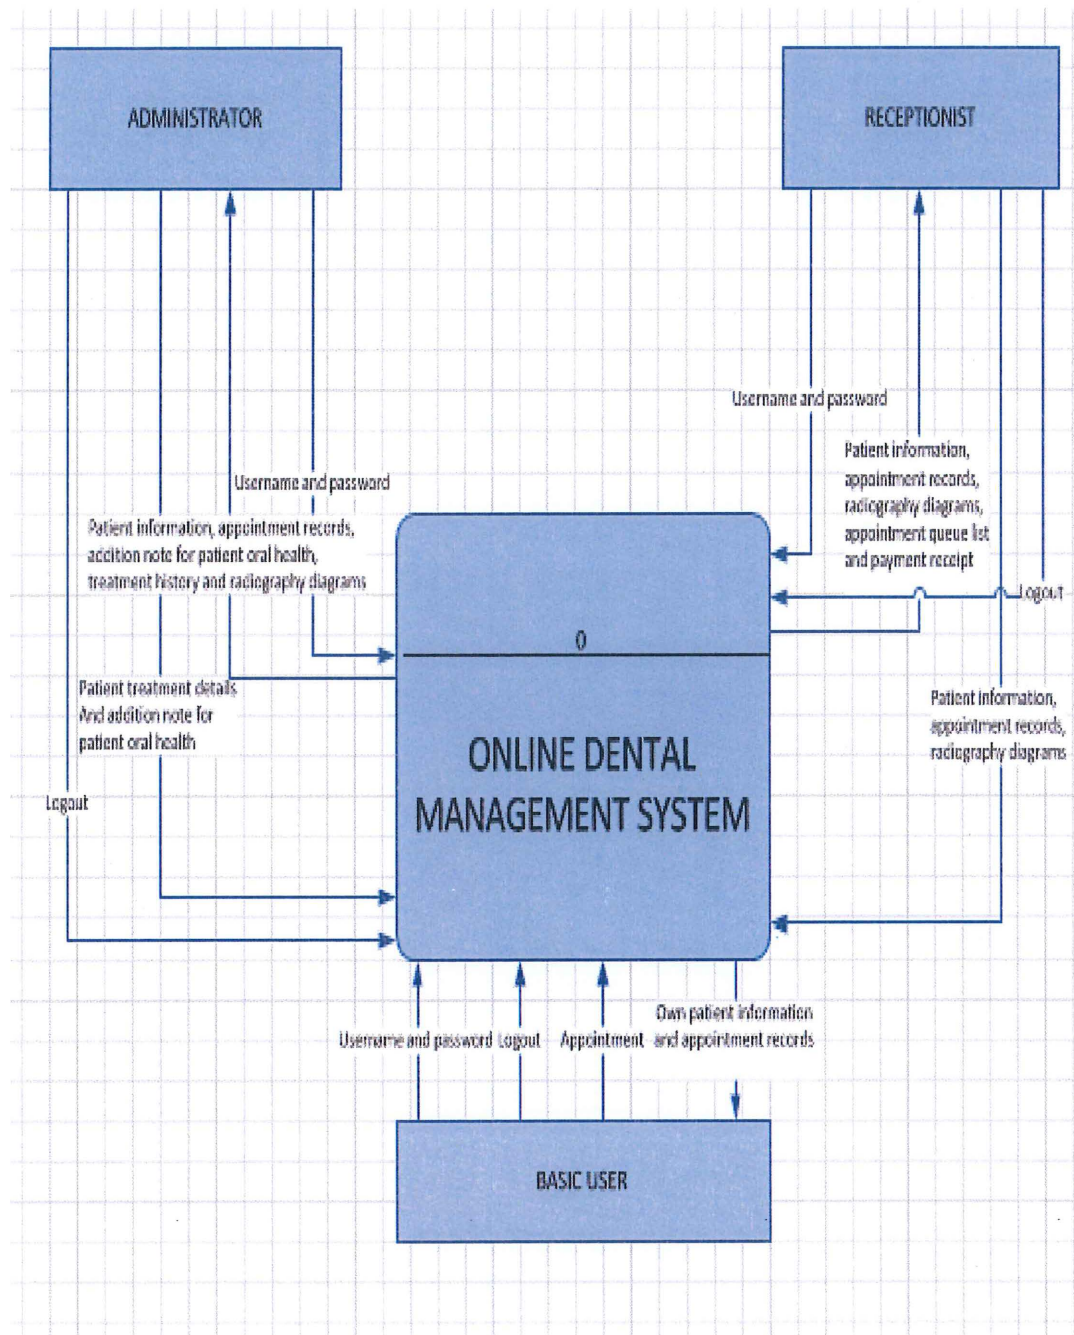 ADMINISTRATOR
RECEPTIONIST
Username and password
Patient information,
appointment records,
radiography diagrams,
appointment queue list
and payment receipt
Username and password
Patient information, appointment records,
addition note for patient oral health,
treatment history and radiography diagrams
Logout
0
Patient treatment details
And addition note for
patient oral health
Patient information,
appointment records,
radiography diagrams
ONLINE DENTAL
MANAGEMENT SYSTEM
Logout
Username and password
Logout
Appointment
Own patient information
and appointment records
BASIC USER